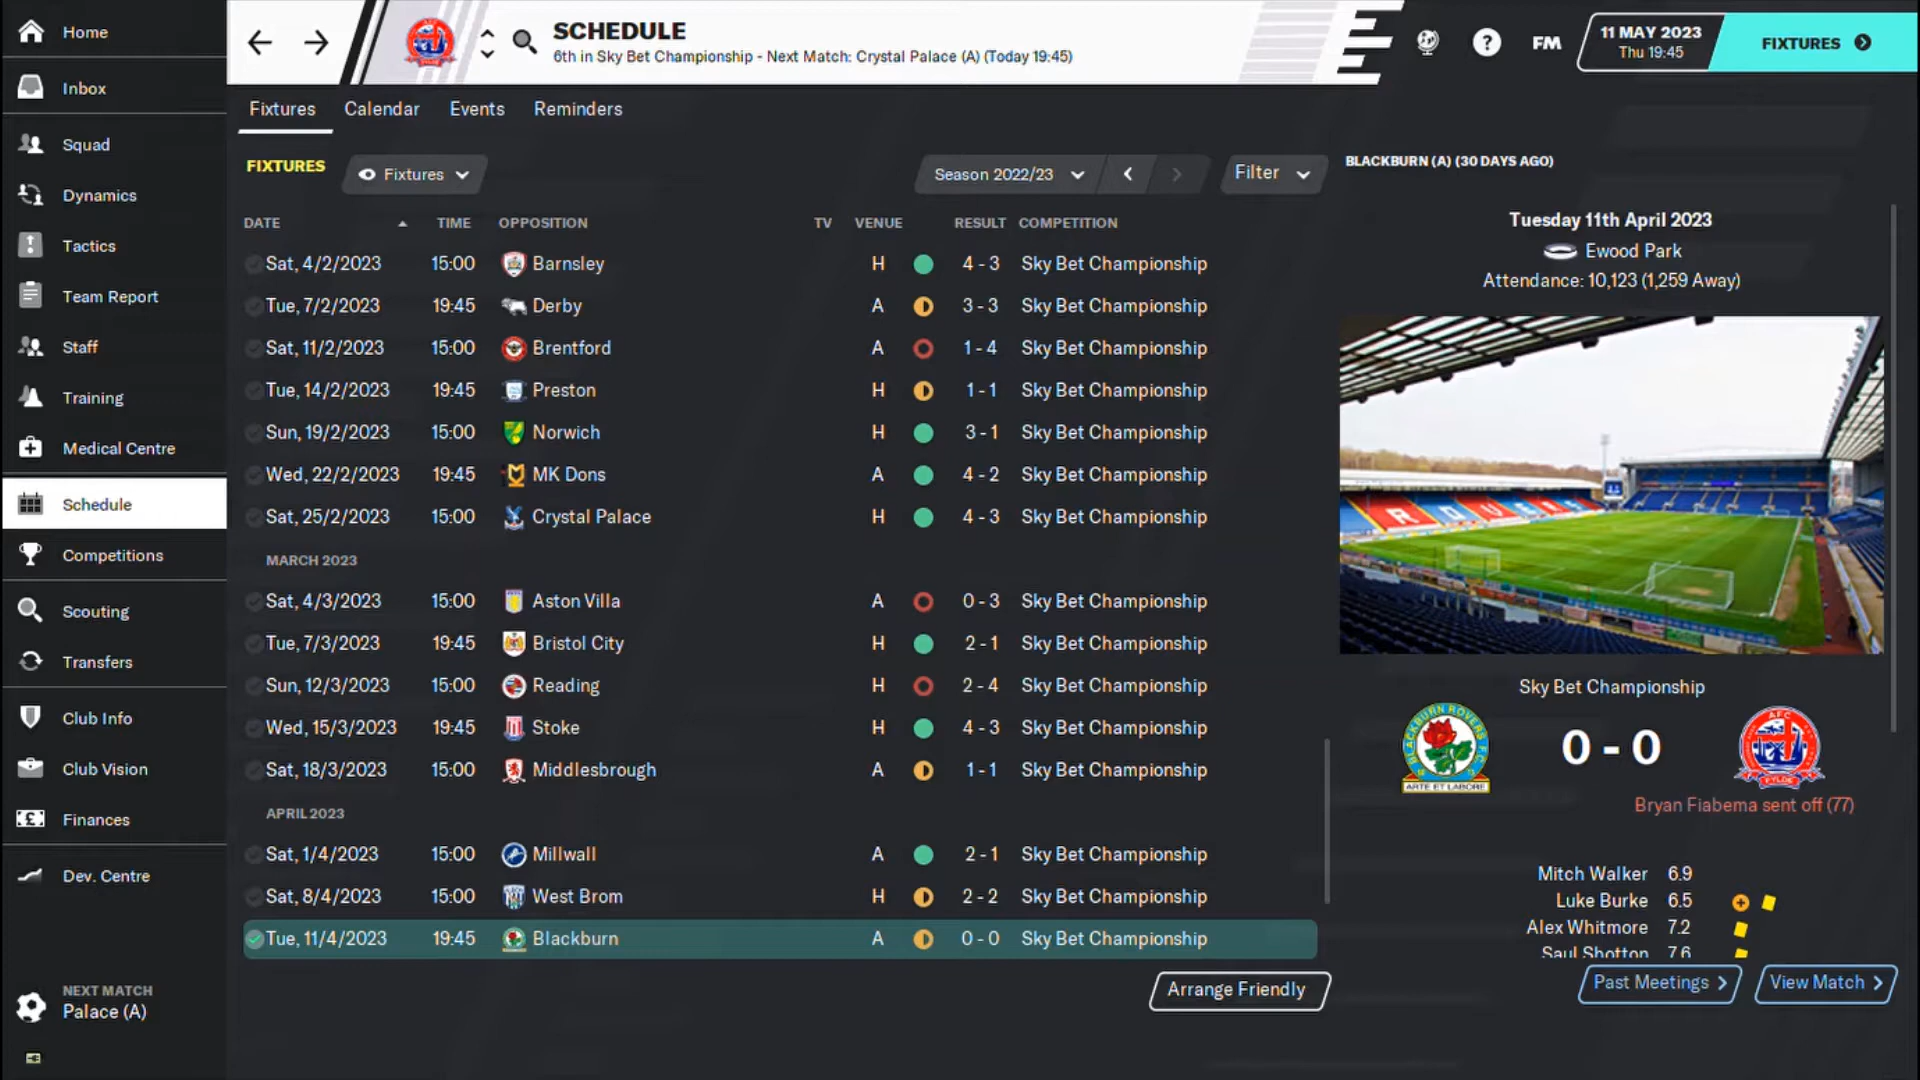 Home
Inbox
Squad
Dynamics
Tactics
Team Report
Staff
Training
Medical Centre
Schedule
Competitions
Scouting
Transfers
Club Info
Club Vision
Finances
Dev. Centre
NEXT MATCH
Palace (A)
SCHEDULE
6th in Sky Bet Championship - Next Match: Crystal Palace (A) (Today 19:45)
?
FM
11 MAY 2023
Thu 19:45
FIXTURES
Fixtures Calendar Events Reminders
FIXTURES
Fixtures
Season 2022/23
Filter
DATE TIME OPPOSITION TV VENUE RESULT COMPETITION
Sat, 4/2/2023 15:00 Barnsley H 4 - 3 Sky Bet Championship
Tue, 7/2/2023 19:45 Derby A 3 - 3 Sky Bet Championship
Sat, 11/2/2023 15:00 Brentford A 1 - 4 Sky Bet Championship
Tue, 14/2/2023 19:45 Preston H 1 - 1 Sky Bet Championship
Sun, 19/2/2023 15:00 Norwich H 3 - 1 Sky Bet Championship
Wed, 22/2/2023 19:45 MK Dons A 4 - 2 Sky Bet Championship
Sat, 25/2/2023 15:00 Crystal Palace H 4 - 3 Sky Bet Championship
MARCH 2023
Sat, 4/3/2023 15:00 Aston Villa A 0 - 3 Sky Bet Championship
Tue, 7/3/2023 19:45 Bristol City H 2 - 1 Sky Bet Championship
Sun, 12/3/2023 15:00 Reading H 2 - 4 Sky Bet Championship
Wed, 15/3/2023 19:45 Stoke H 4 - 3 Sky Bet Championship
Sat, 18/3/2023 15:00 Middlesbrough A 1 - 1 Sky Bet Championship
APRIL 2023
Sat, 1/4/2023 15:00 Millwall A 2 - 1 Sky Bet Championship
Sat, 8/4/2023 15:00 West Brom H 2 - 2 Sky Bet Championship
Tue, 11/4/2023 19:45 Blackburn A 0 - 0 Sky Bet Championship
Arrange Friendly
BLACKBURN (A) (30 DAYS AGO)
Tuesday 11th April 2023
Ewood Park
Attendance: 10,123 (1,259 Away)
ROVERS
Sky Bet Championship
BLACKBURN ROVERS F.C.
ARTE ET LABORE
0 - 0
AFC
FYLDE
Bryan Fiabema sent off (77)
Mitch Walker 6.9
Luke Burke 6.5
Alex Whitmore 7.2
Saul Shotton 7.6
Past Meetings
View Match